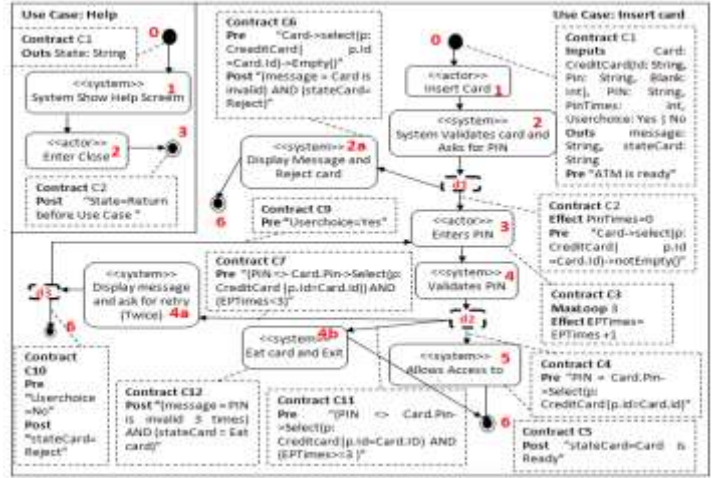 Use Case: Help
Contract C1
Outs State: String
0
<<system>>
System Show Help Screem
1
<<actor>>
Enter Close
2
3
Contract C2
Post "State=Return
before Use Case "
Contract C6
Pre "Card->select(p:
CreaditCard| p.Id
=Card.Id)->Empty()"
Post "(message = Card is
invalid) AND (stateCard=
Reject)"
Use Case: Insert card
0
<<actor>>
Insert Card
1
<<system>>
System Validates card and
Asks for PIN
2
Contract C1
Inputs Card:
CreditCard(Id: String,
Pin: String, Blank:
int), PIN: String,
PinTimes: int,
Userchoice: Yes | No
Outs message:
String, stateCard:
String
Pre "ATM is ready"
<<system>>
Display Message and
Reject card
2a
6
d1
Contract C9
Pre "Userchoice=Yes"
<<actor>>
Enters PIN
3
Contract C2
Effect PinTimes=0
Pre "Card->select(p:
CreditCard| p.Id
=Card.Id)->notEmpty()"
Contract C7
Pre "(PIN <> Card.Pin->Select(p:
CreditCard |p.Id=Card.Id)) AND
(EPTimes<3)"
<<system>>
Validates PIN
4
Contract C3
MaxLoop 3
Effect EPTimes=
EPTimes +1
d3
6
<<system>>
Display message
and ask for retry
(Twice)
4a
d2
<<system>>
Eat card and Exit
4b
<<system>>
Allows Access to
5
6
Contract C4
Pre "PIN = Card.Pin-
>Select(p:
CreditCard|p.Id=Card.Id)"
Contract
C10
Pre
"Userchoice
=No"
Post
"stateCard=
Reject"
Contract C12
Post "(message = PIN
is invalid 3 times)
AND (stateCard = Eat
card)"
Contract C11
Pre "(PIN <> Card.Pin-
>Select(p:
Creditcard|p.Id=Card.ID) AND
(EPTimes>=3 )"
Contract C5
Post "stateCard=Card is
Ready"